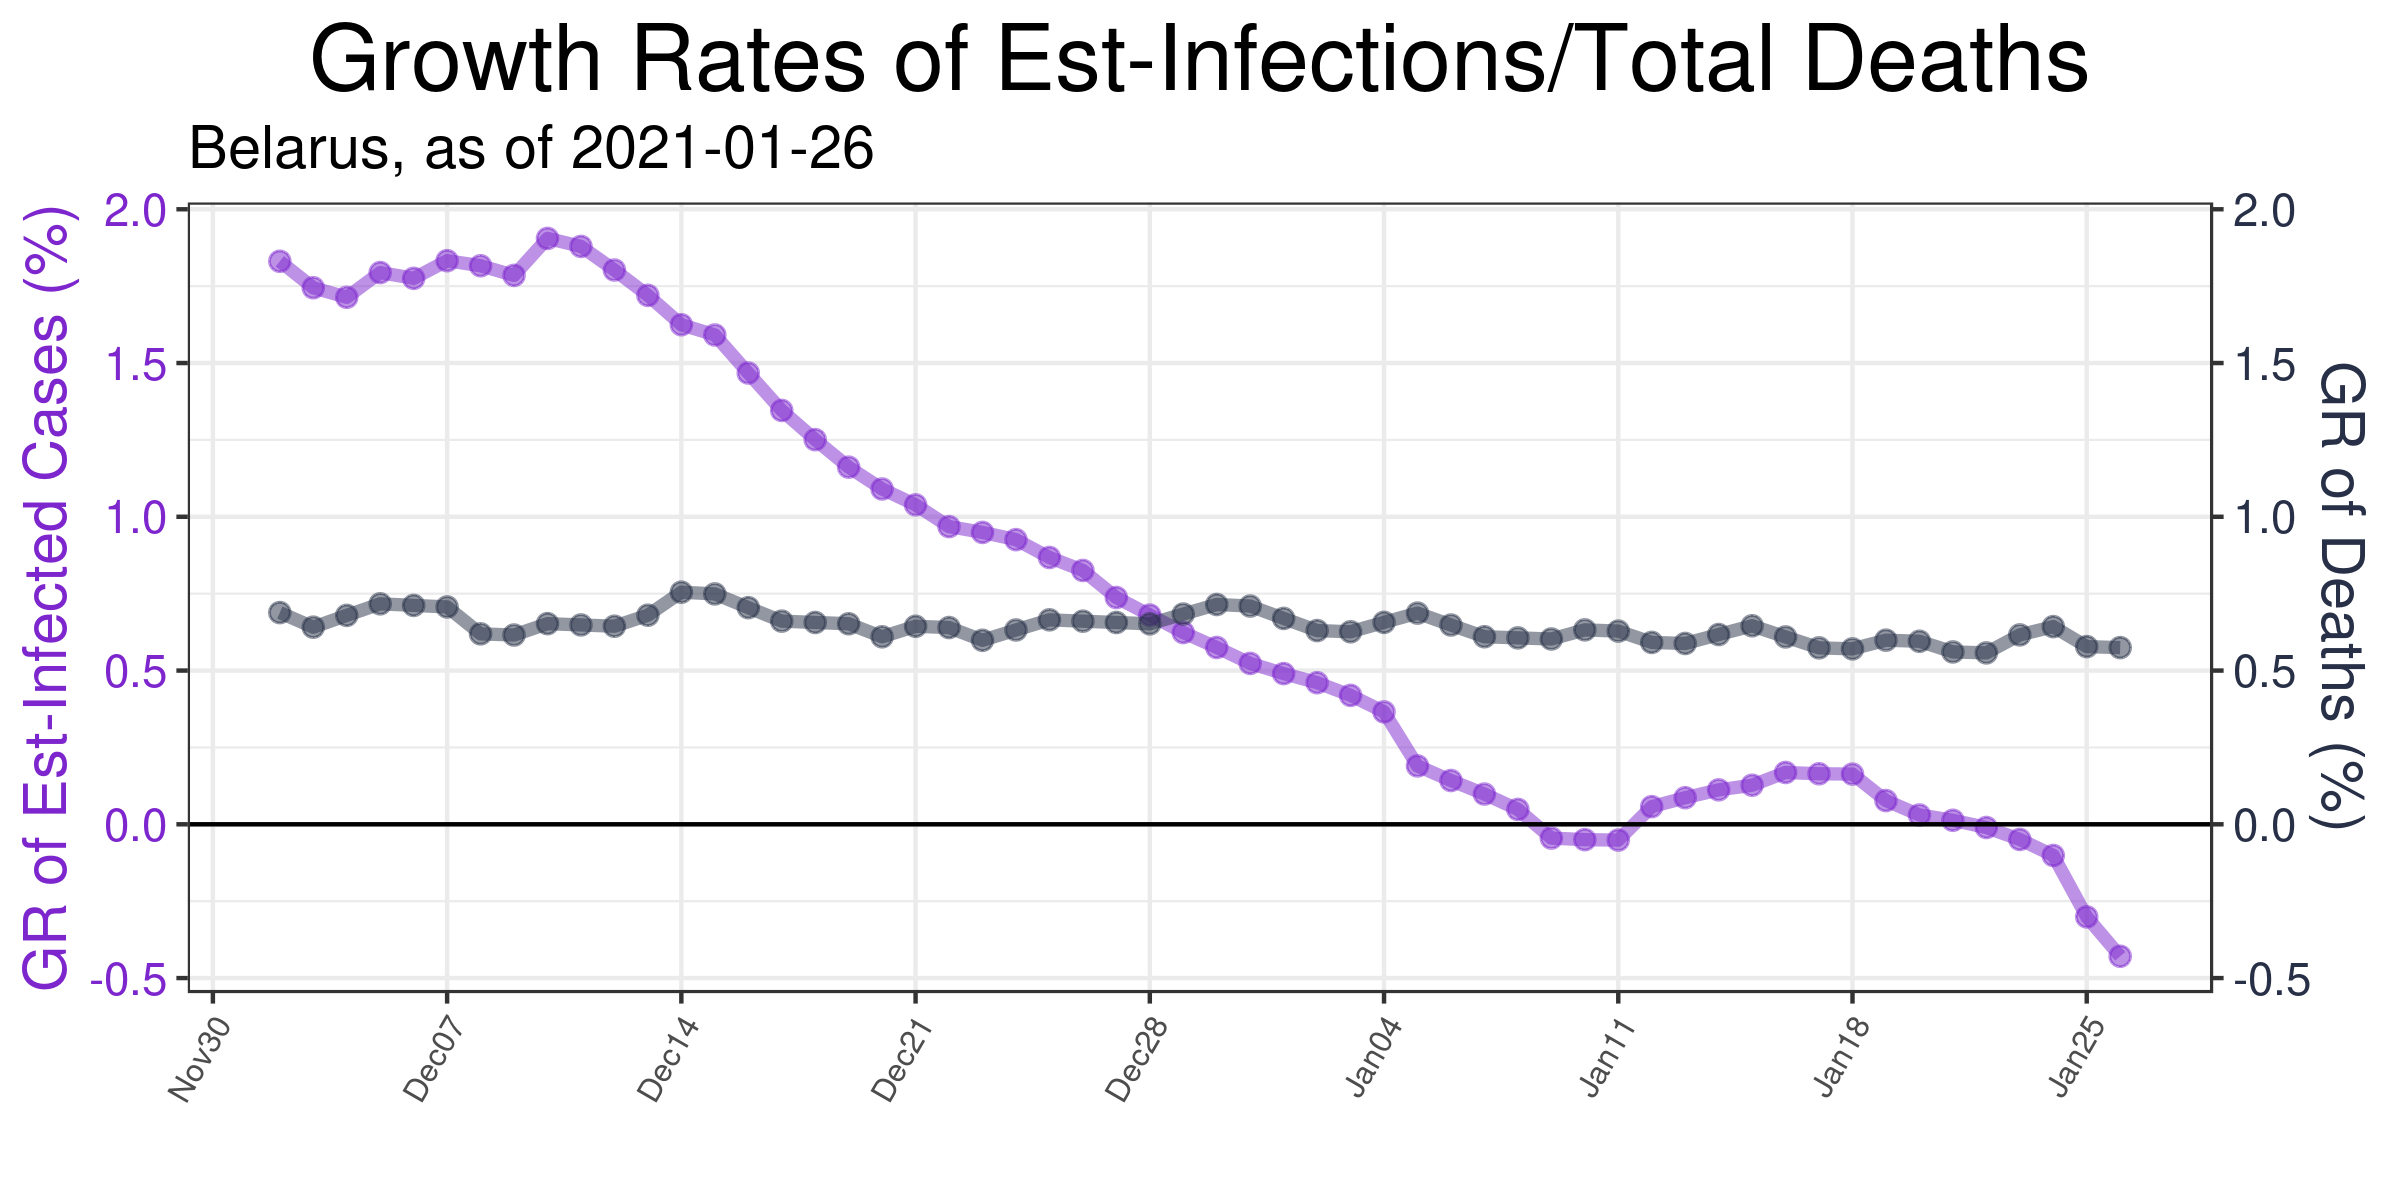 Growth Rates of Est-Infections/Total Deaths
Belarus, as of 2021-01-26
GR of Est-Infected Cases (%)
2.0
1.5
1.0
0.5
0.0
-0.5
2.0
1.5
1.0
0.5
0.0
-0.5
GR of Deaths (%)
Nov30
Dec07
Dec14
Dec21
Dec28
Jan04
Jan11
Jan18
Jan25